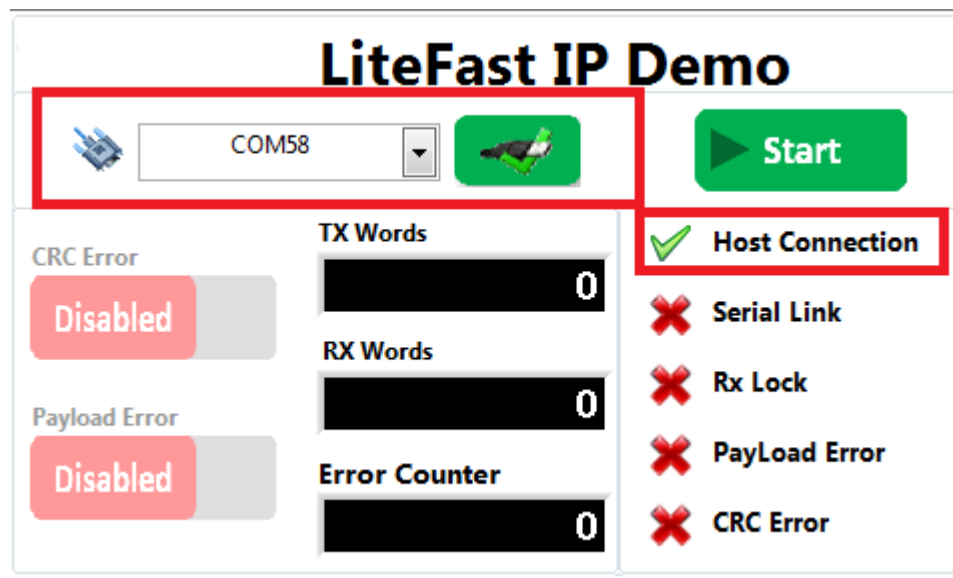 LiteFast IP Demo
COM58
Start
CRC Error
Disabled
Payload Error
Disabled
TX Words
0
RX Words
0
Error Counter
0
Host Connection
Serial Link
Rx Lock
PayLoad Error
CRC Error